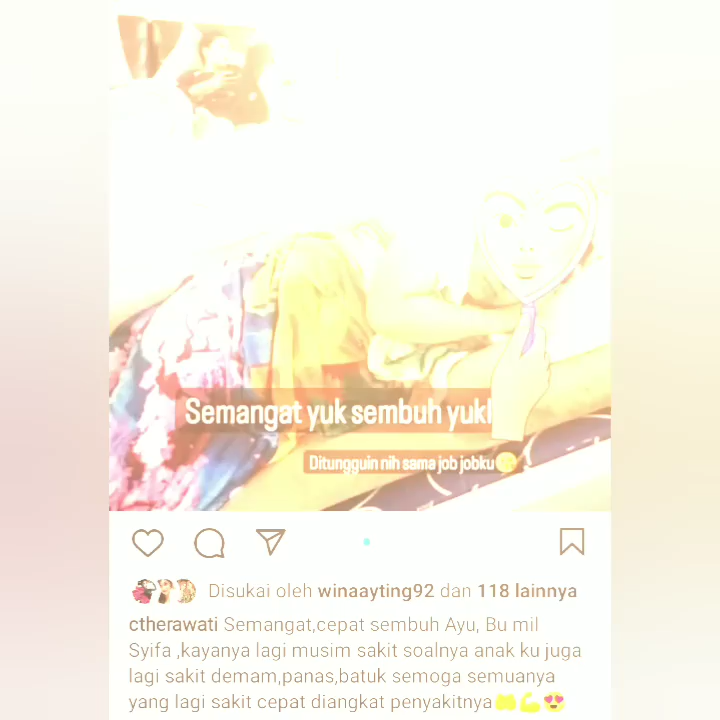 Semangat yuk sembuh yuk!
Ditungguin nih sama job jobku
Disukai oleh winaayting92 dan 118 lainnya
ctherawati Semangat,cepat sembuh Ayu, Bu mil
Syifa ,kayanya lagi musim sakit soalnya anak ku juga
lagi sakit demam,panas,batuk semoga semuanya
yang lagi sakit cepat diangkat penyakitnya🤲💪😍